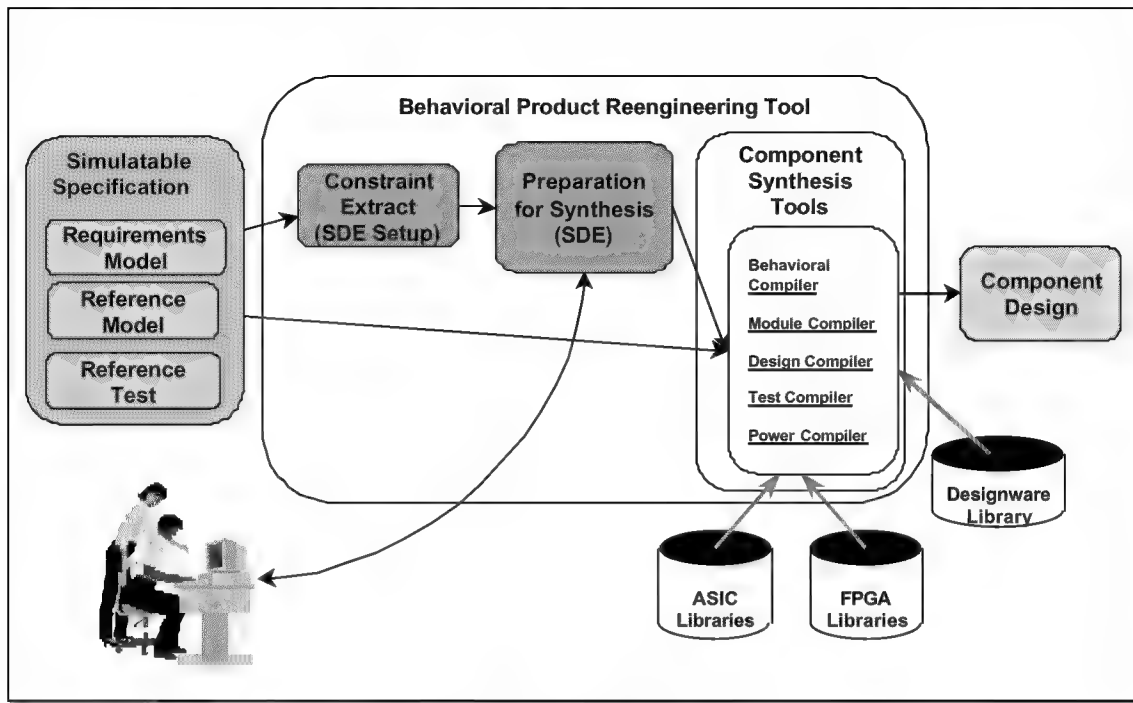 Behavioral Product Reengineering Tool
Simulatable
Specification
Requirements
Model
Reference
Model
Reference
Test
Constraint
Extract
(SDE Setup)
Preparation
for Synthesis
(SDE)
Component
Synthesis
Tools
Behavioral
Compiler
Module Compiler
Design Compiler
Test Compiler
Power Compiler
Component
Design
Designware
Library
ASIC
Libraries
FPGA
Libraries